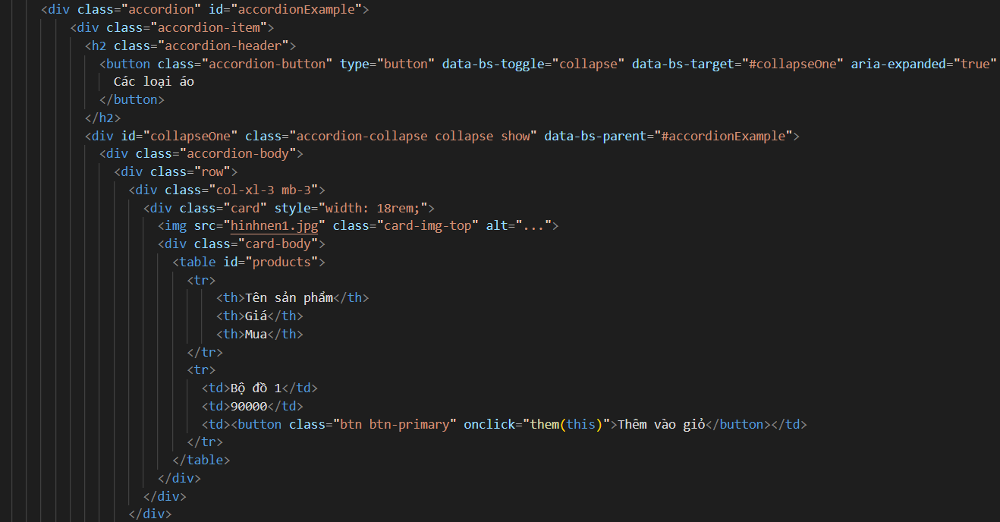 <div class="accordion" id="accordionExample">
<div class="accordion-item">
<h2 class="accordion-header">
<button class="accordion-button" type="button" data-bs-toggle="collapse" data-bs-target="#collapseOne" aria-expanded="true"
Các loại áo
</button>
</h2>
<div id="collapseOne" class="accordion-collapse collapse show" data-bs-parent="#accordionExample">
<div class="accordion-body">
<div class="row">
<div class="col-xl-3 mb-3">
<div class="card" style="width: 18rem;">
<img src="hinhnen1.jpg" class="card-img-top" alt="...">
<div class="card-body">
<table id="products">
<tr>
<th>Tên sản phẩm</th>
<th>Giá</th>
<th>Mua</th>
</tr>
<tr>
<td>Bộ đồ 1</td>
<td>90000</td>
<td><button class="btn btn-primary" onclick="them(this)">Thêm vào giỏ</button></td>
</tr>
</table>
</div>
</div>
</div>